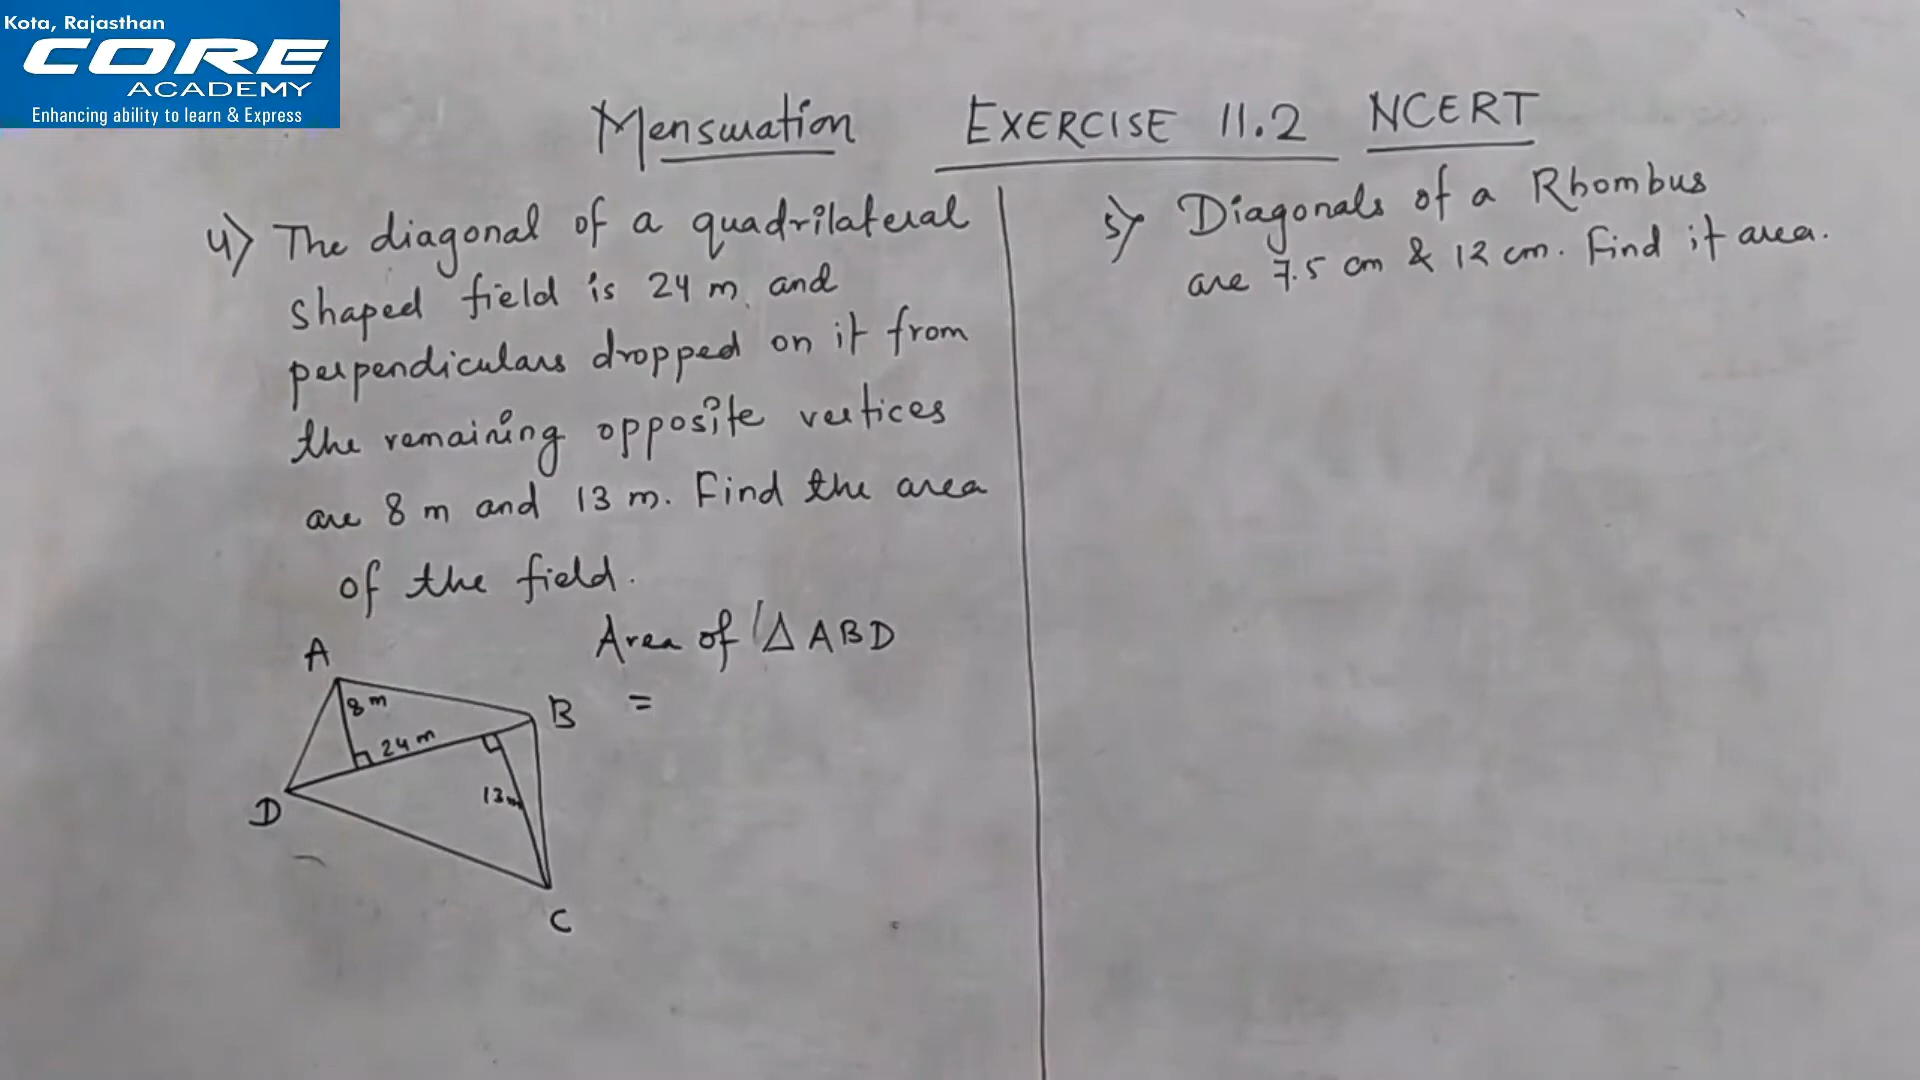 Kota, Rajasthan
CORE
ACADEMY
Enhancing ability to learn & Express
Mensuration EXERCISE 11.2 NCERT
4) The diagonal of a quadrilateral
shaped field is 24 m and
perpendiculars dropped on it from
the remaining opposite vertices
are 8 m and 13 m. Find the area
of the field.
Area of △ ABD
=
A
8 m
B
24 m
13 m
D
C
5) Diagonals of a Rhombus
are 7.5 cm & 12 cm. Find it area.